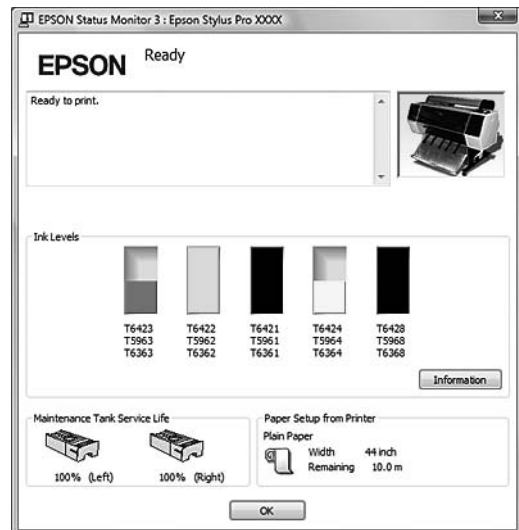 EPSON Status Monitor 3 : Epson Stylus Pro XXXX
EPSON
Ready
Ready to print.
Ink Levels
T6423 T6422 T6421 T6424 T6428
T5963 T5962 T5961 T5964 T5968
T6363 T6362 T6361 T6364 T6368
Information
Maintenance Tank Service Life
100% (Left) 100% (Right)
Paper Setup from Printer
Plain Paper
Width 44 inch
Remaining 10.0 m
OK